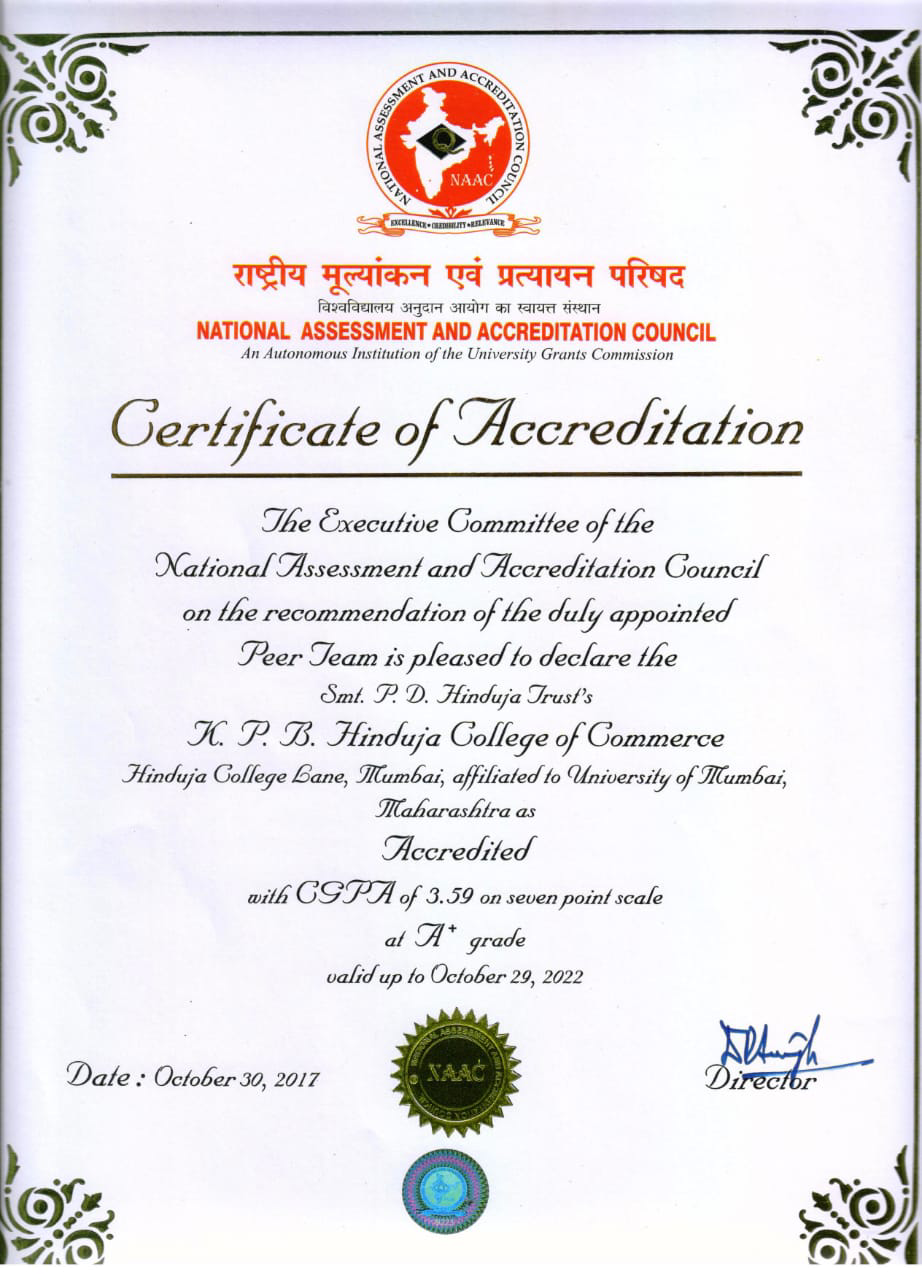 NATIONAL ASSESSMENT AND ACCREDITATION COUNCIL
Q
NAAC
EXCELLENCE • CREDIBILITY • RELEVANCE
राष्ट्रीय मूल्यांकन एवं प्रत्यायन परिषद
विश्वविद्यालय अनुदान आयोग का स्वायत्त संस्थान
NATIONAL ASSESSMENT AND ACCREDITATION COUNCIL
An Autonomous Institution of the University Grants Commission
Certificate of Accreditation
The Executive Committee of the
National Assessment and Accreditation Council
on the recommendation of the duly appointed
Peer Team is pleased to declare the
Smt. P. D. Hinduja Trust's
K. P. B. Hinduja College of Commerce
Hinduja College Lane, Mumbai, affiliated to University of Mumbai,
Maharashtra as
Accredited
with CGPA of 3.59 on seven point scale
at A+ grade
valid up to October 29, 2022
NAAC
Date : October 30, 2017
Director